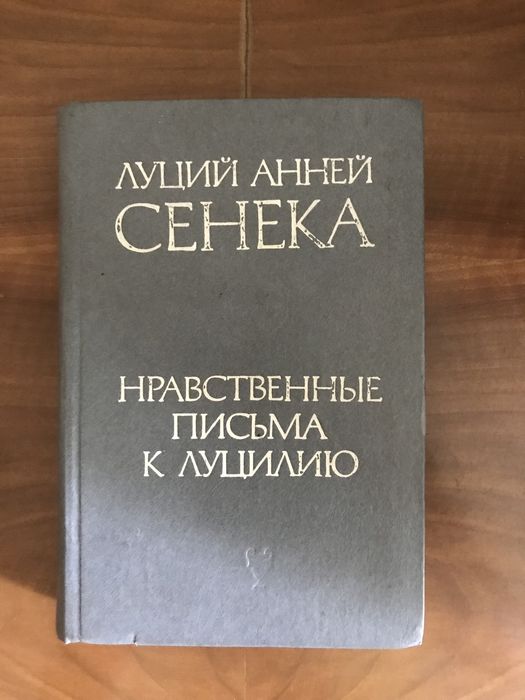 ЛУЦИЙ АННЕЙ
СЕНЕКА
НРАВСТВЕННЫЕ
ПИСЬМА
К ЛУЦИЛИЮ